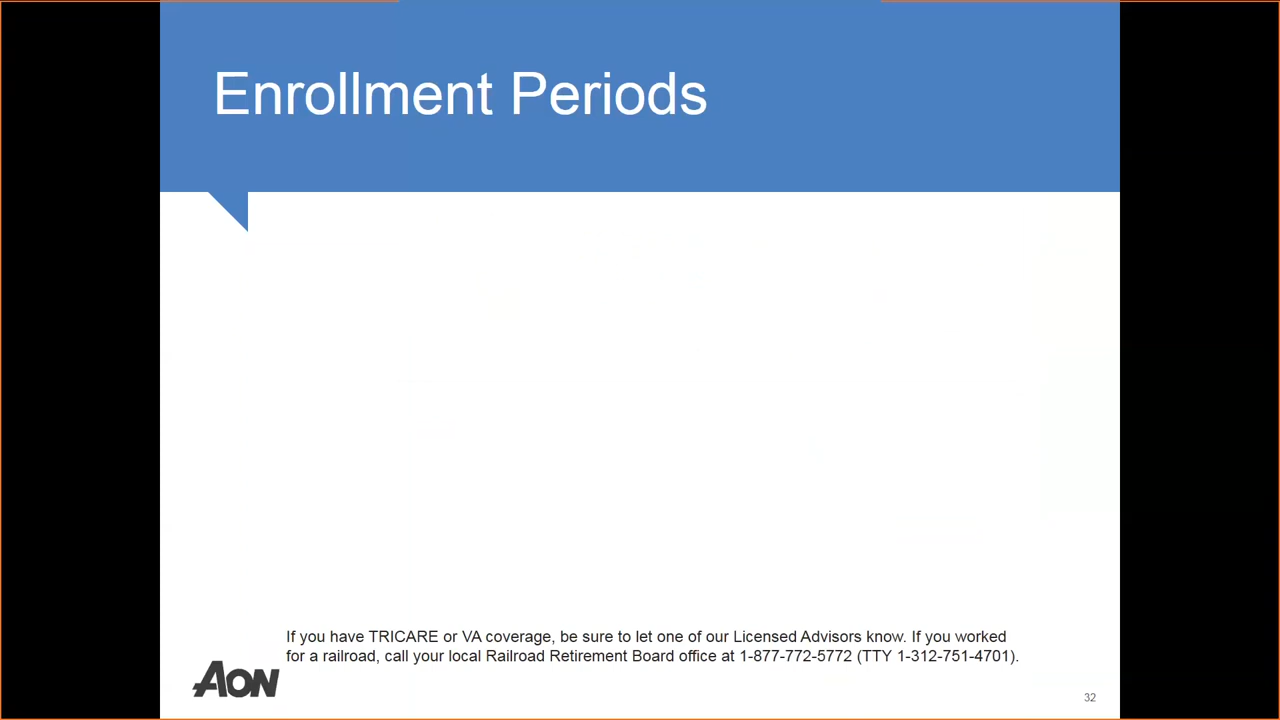 Enrollment Periods
If you have TRICARE or VA coverage, be sure to let one of our Licensed Advisors know. If you worked
for a railroad, call your local Railroad Retirement Board office at 1-877-772-5772 (TTY 1-312-751-4701).
AON
32